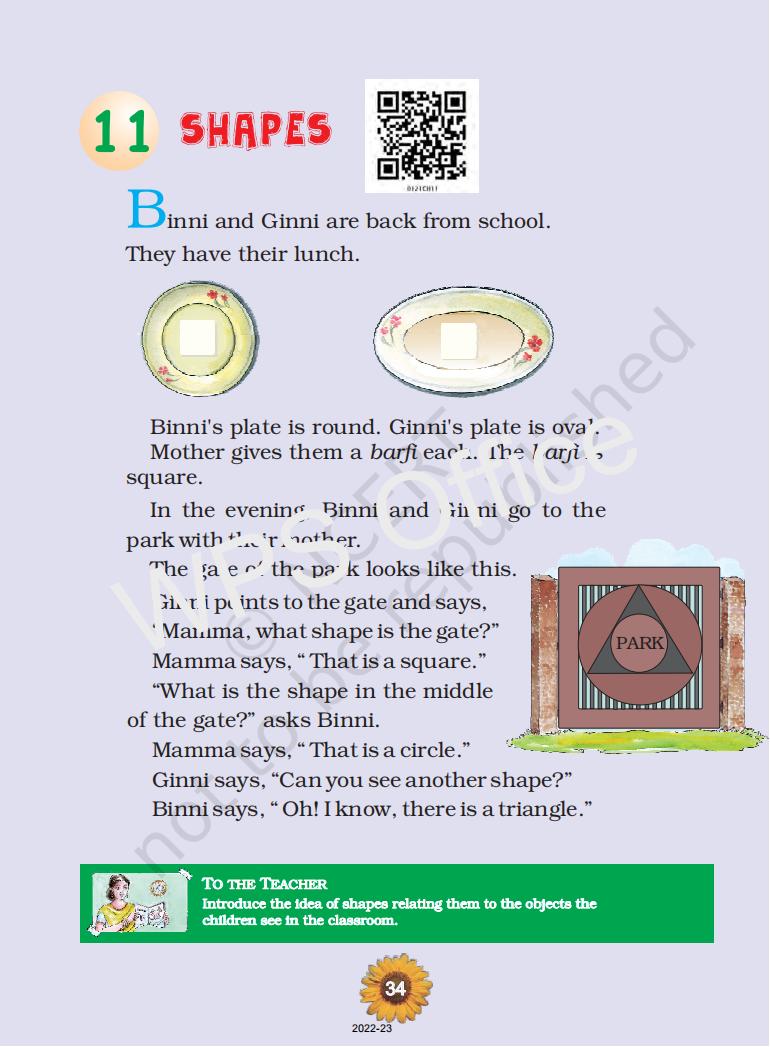 11 SHAPES
0121CH11
Binni and Ginni are back from school.
They have their lunch.
Binni's plate is round. Ginni's plate is oval.
Mother gives them a barfi each. The barfi is
square.
In the evening, Binni and Ginni go to the
park with their mother.
The gate of the park looks like this.
Ginni points to the gate and says,
“Mamma, what shape is the gate?”
Mamma says, “ That is a square.”
“What is the shape in the middle
of the gate?” asks Binni.
Mamma says, “ That is a circle.”
Ginni says, “Can you see another shape?”
Binni says, “ Oh! I know, there is a triangle.”
PARK
TO THE TEACHER
Introduce the idea of shapes relating them to the objects the
children see in the classroom.
34
2022-23
© NCERT
not to be republished
WPS Office